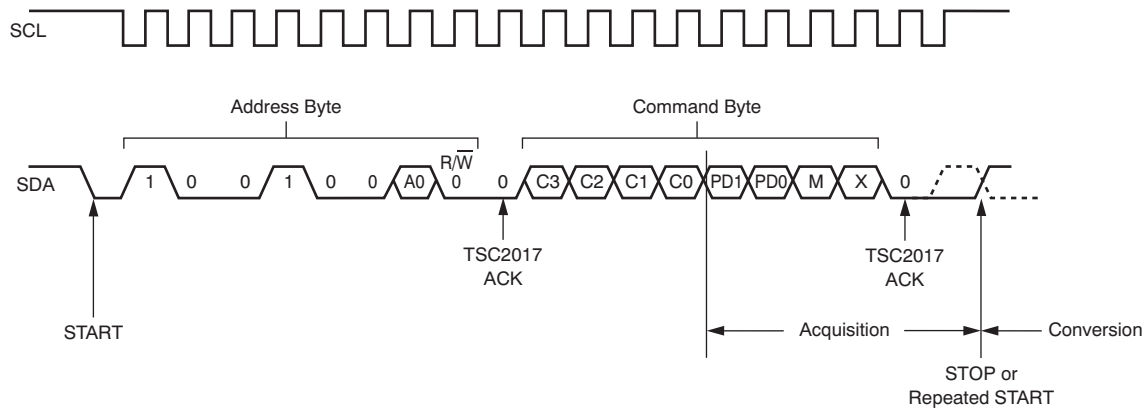 SCL
Address Byte
Command Byte
R/W̅
SDA
1 0 0 1 0 0 A0 0 0 C3 C2 C1 C0 PD1 PD0 M X 0
TSC2017
ACK
TSC2017
ACK
START
Acquisition
Conversion
STOP or
Repeated START